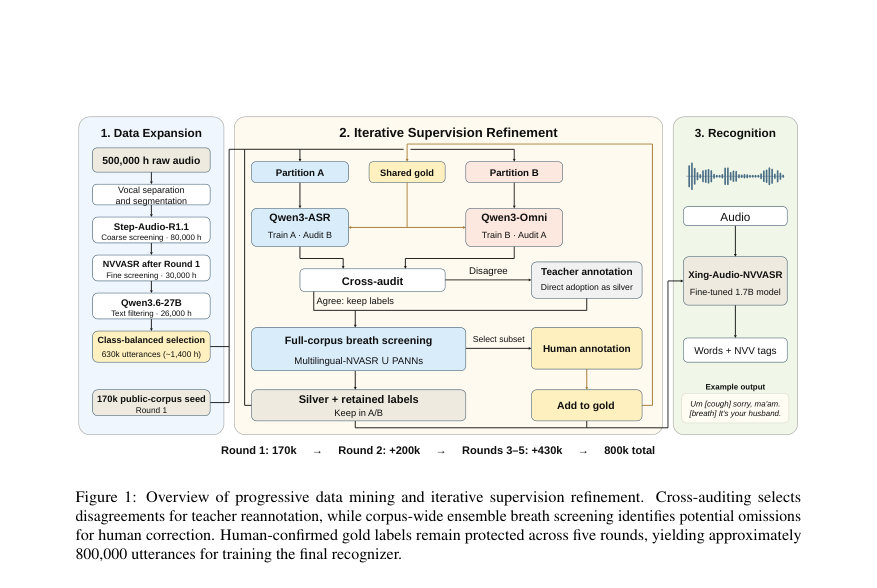 1. Data Expansion
500,000 h raw audio
Vocal separation
and segmentation
Step-Audio-R1.1
Coarse screening · 80,000 h
NVVASR after Round 1
Fine screening · 30,000 h
Qwen3.6-27B
Text filtering · 26,000 h
Class-balanced selection
630k utterances (~1,400 h)
170k public-corpus seed
Round 1
2. Iterative Supervision Refinement
Partition A
Shared gold
Partition B
Qwen3-ASR
Train A · Audit B
Qwen3-Omni
Train B · Audit A
Cross-audit
Disagree
Teacher annotation
Direct adoption as silver
Agree: keep labels
Full-corpus breath screening
Multilingual-NVASR U PANNs
Select subset
Human annotation
Silver + retained labels
Keep in A/B
Add to gold
3. Recognition
Audio
Xing-Audio-NVVASR
Fine-tuned 1.7B model
Words + NVV tags
Example output
Um [cough] sorry, ma'am.
[breath] It's your husband.
Round 1: 170k → Round 2: +200k → Rounds 3–5: +430k → 800k total
Figure 1: Overview of progressive data mining and iterative supervision refinement. Cross-auditing selects
disagreements for teacher reannotation, while corpus-wide ensemble breath screening identifies potential omissions
for human correction. Human-confirmed gold labels remain protected across five rounds, yielding approximately
800,000 utterances for training the final recognizer.